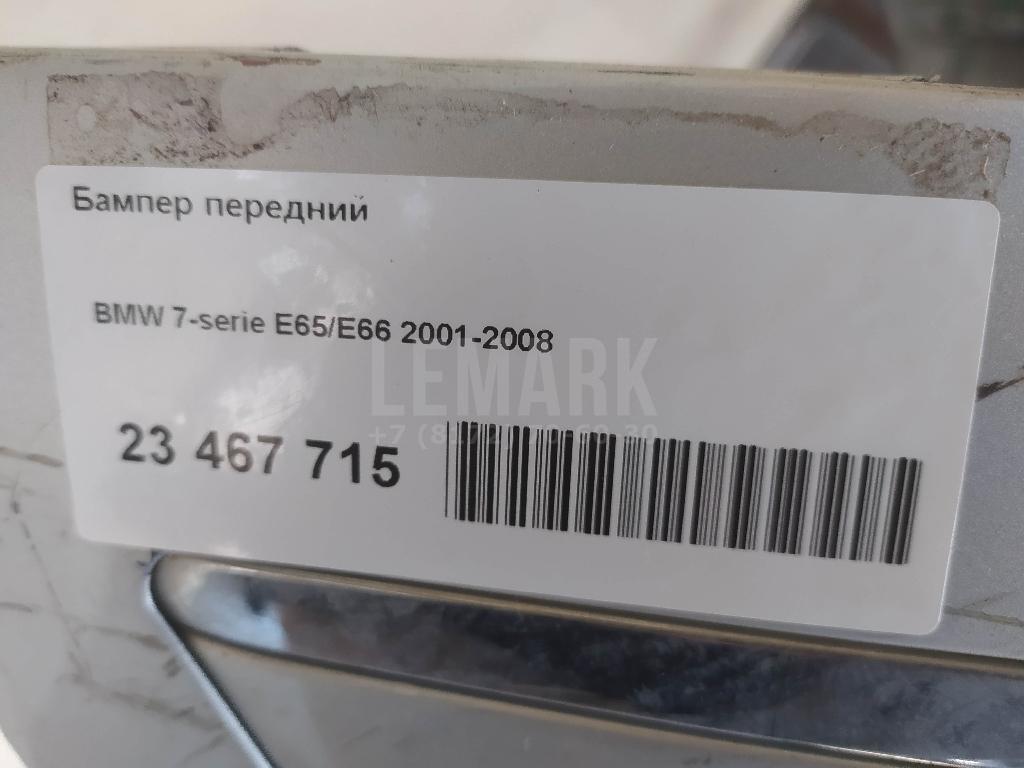 Бампер передний
BMW 7-serie E65/E66 2001-2008
LEMARK
23 467 715